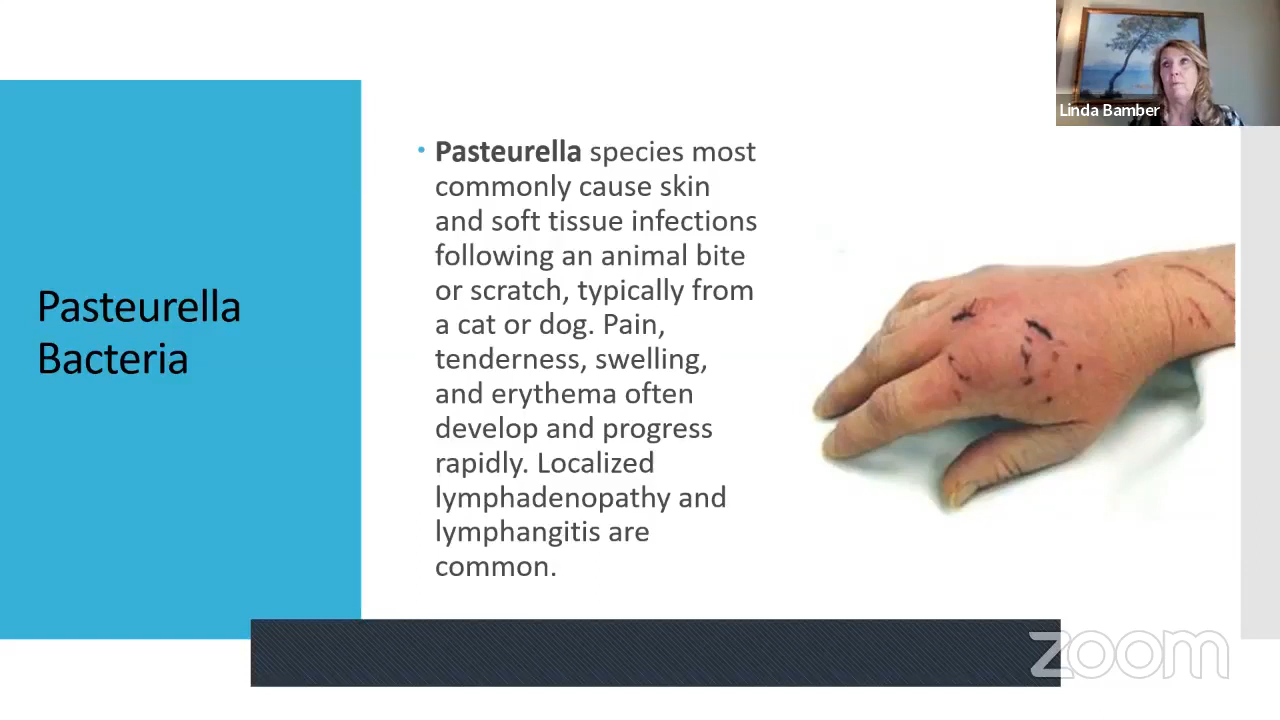 Linda Bamber
Pasteurella
Bacteria
• Pasteurella species most
commonly cause skin
and soft tissue infections
following an animal bite
or scratch, typically from
a cat or dog. Pain,
tenderness, swelling,
and erythema often
develop and progress
rapidly. Localized
lymphadenopathy and
lymphangitis are
common.
zoom